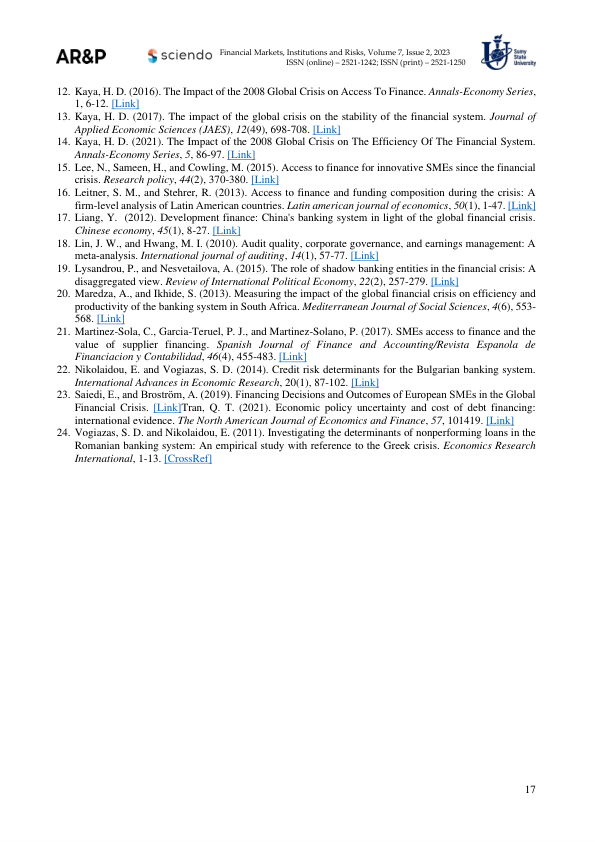 AR&P
sciendo
Financial Markets, Institutions and Risks, Volume 7, Issue 2, 2023
ISSN (online) – 2521-1242; ISSN (print) – 2521-1250
Sumy
State
University
12. Kaya, H. D. (2016). The Impact of the 2008 Global Crisis on Access To Finance. Annals-Economy Series,
1, 6-12. [Link]
13. Kaya, H. D. (2017). The impact of the global crisis on the stability of the financial system. Journal of
Applied Economic Sciences (JAES), 12(49), 698-708. [Link]
14. Kaya, H. D. (2021). The Impact of the 2008 Global Crisis on The Efficiency Of The Financial System.
Annals-Economy Series, 5, 86-97. [Link]
15. Lee, N., Sameen, H., and Cowling, M. (2015). Access to finance for innovative SMEs since the financial
crisis. Research policy, 44(2), 370-380. [Link]
16. Leitner, S. M., and Stehrer, R. (2013). Access to finance and funding composition during the crisis: A
firm-level analysis of Latin American countries. Latin american journal of economics, 50(1), 1-47. [Link]
17. Liang, Y. (2012). Development finance: China's banking system in light of the global financial crisis.
Chinese economy, 45(1), 8-27. [Link]
18. Lin, J. W., and Hwang, M. I. (2010). Audit quality, corporate governance, and earnings management: A
meta-analysis. International journal of auditing, 14(1), 57-77. [Link]
19. Lysandrou, P., and Nesvetailova, A. (2015). The role of shadow banking entities in the financial crisis: A
disaggregated view. Review of International Political Economy, 22(2), 257-279. [Link]
20. Maredza, A., and Ikhide, S. (2013). Measuring the impact of the global financial crisis on efficiency and
productivity of the banking system in South Africa. Mediterranean Journal of Social Sciences, 4(6), 553-
568. [Link]
21. Martinez-Sola, C., Garcia-Teruel, P. J., and Martinez-Solano, P. (2017). SMEs access to finance and the
value of supplier financing. Spanish Journal of Finance and Accounting/Revista Espanola de
Financiacion y Contabilidad, 46(4), 455-483. [Link]
22. Nikolaidou, E. and Vogiazas, S. D. (2014). Credit risk determinants for the Bulgarian banking system.
International Advances in Economic Research, 20(1), 87-102. [Link]
23. Saiedi, E., and Broström, A. (2019). Financing Decisions and Outcomes of European SMEs in the Global
Financial Crisis. [Link]Tran, Q. T. (2021). Economic policy uncertainty and cost of debt financing:
international evidence. The North American Journal of Economics and Finance, 57, 101419. [Link]
24. Vogiazas, S. D. and Nikolaidou, E. (2011). Investigating the determinants of nonperforming loans in the
Romanian banking system: An empirical study with reference to the Greek crisis. Economics Research
International, 1-13. [CrossRef]
17